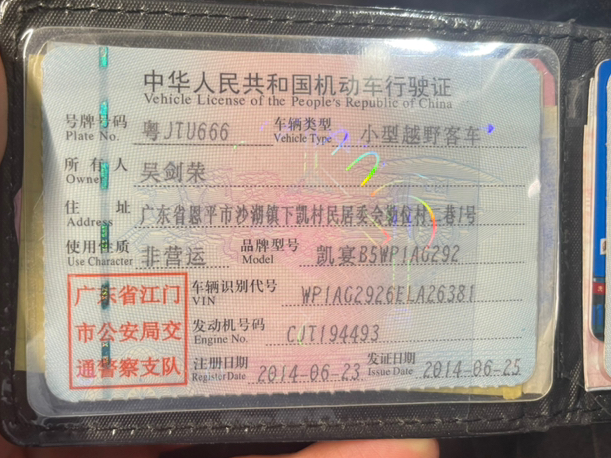 中华人民共和国机动车行驶证
Vehicle License of the People's Republic of China
号牌号码 粤JTU666 车辆类型 小型越野客车
Plate No. Vehicle Type
所有人 吴剑荣
Owner
住址 广东省恩平市沙湖镇下凯村民居委会 位村二巷1号
Address
使用性质 非营运 品牌型号 凯宴B5WP1AG292
Use Character Model
广东省江门 车辆识别代号 WP1AG2926ELA26381
VIN
市公安局交 发动机号码 CJT194493
Engine No.
通警察支队 注册日期 2014-06-23 发证日期 2014-06-25
Register Date Issue Date